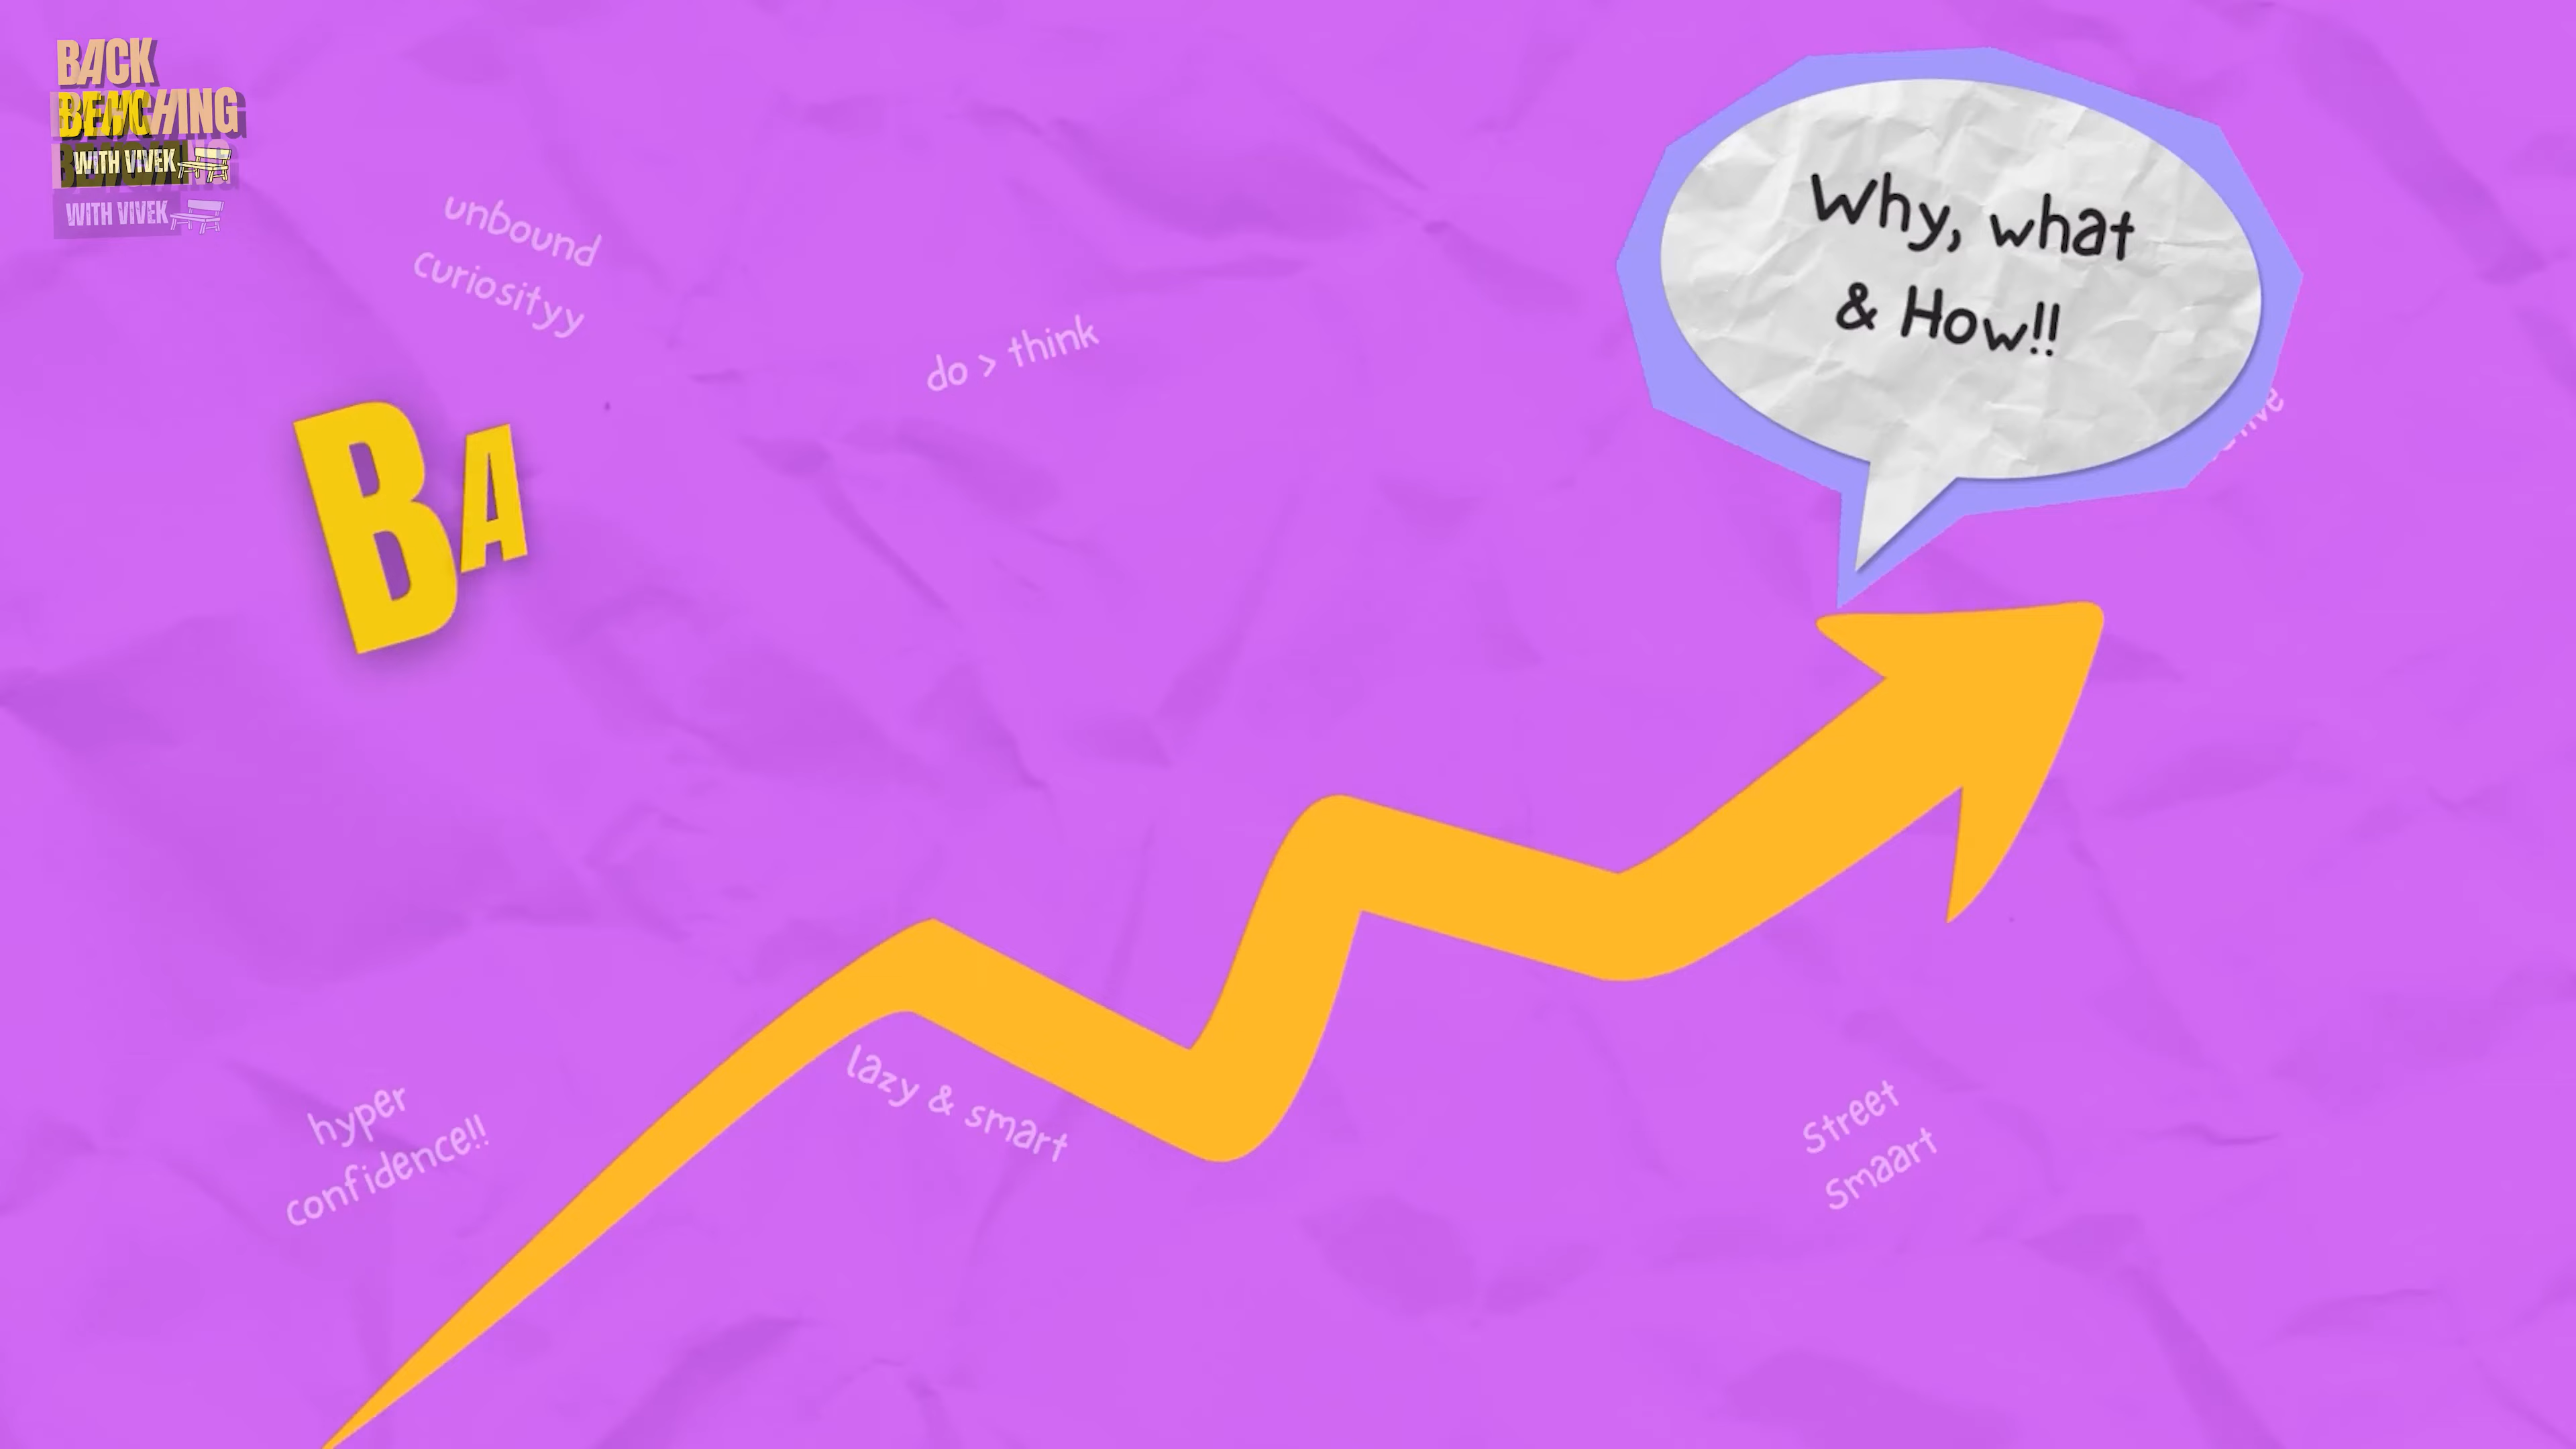 BACK
BENCHING
WITH VIVEK
WITH VIVEK
unbound
curiosityy
do > think
Why, what
& How!!
BA
hyper
confidence!!
lazy & smart
Street
Smaart